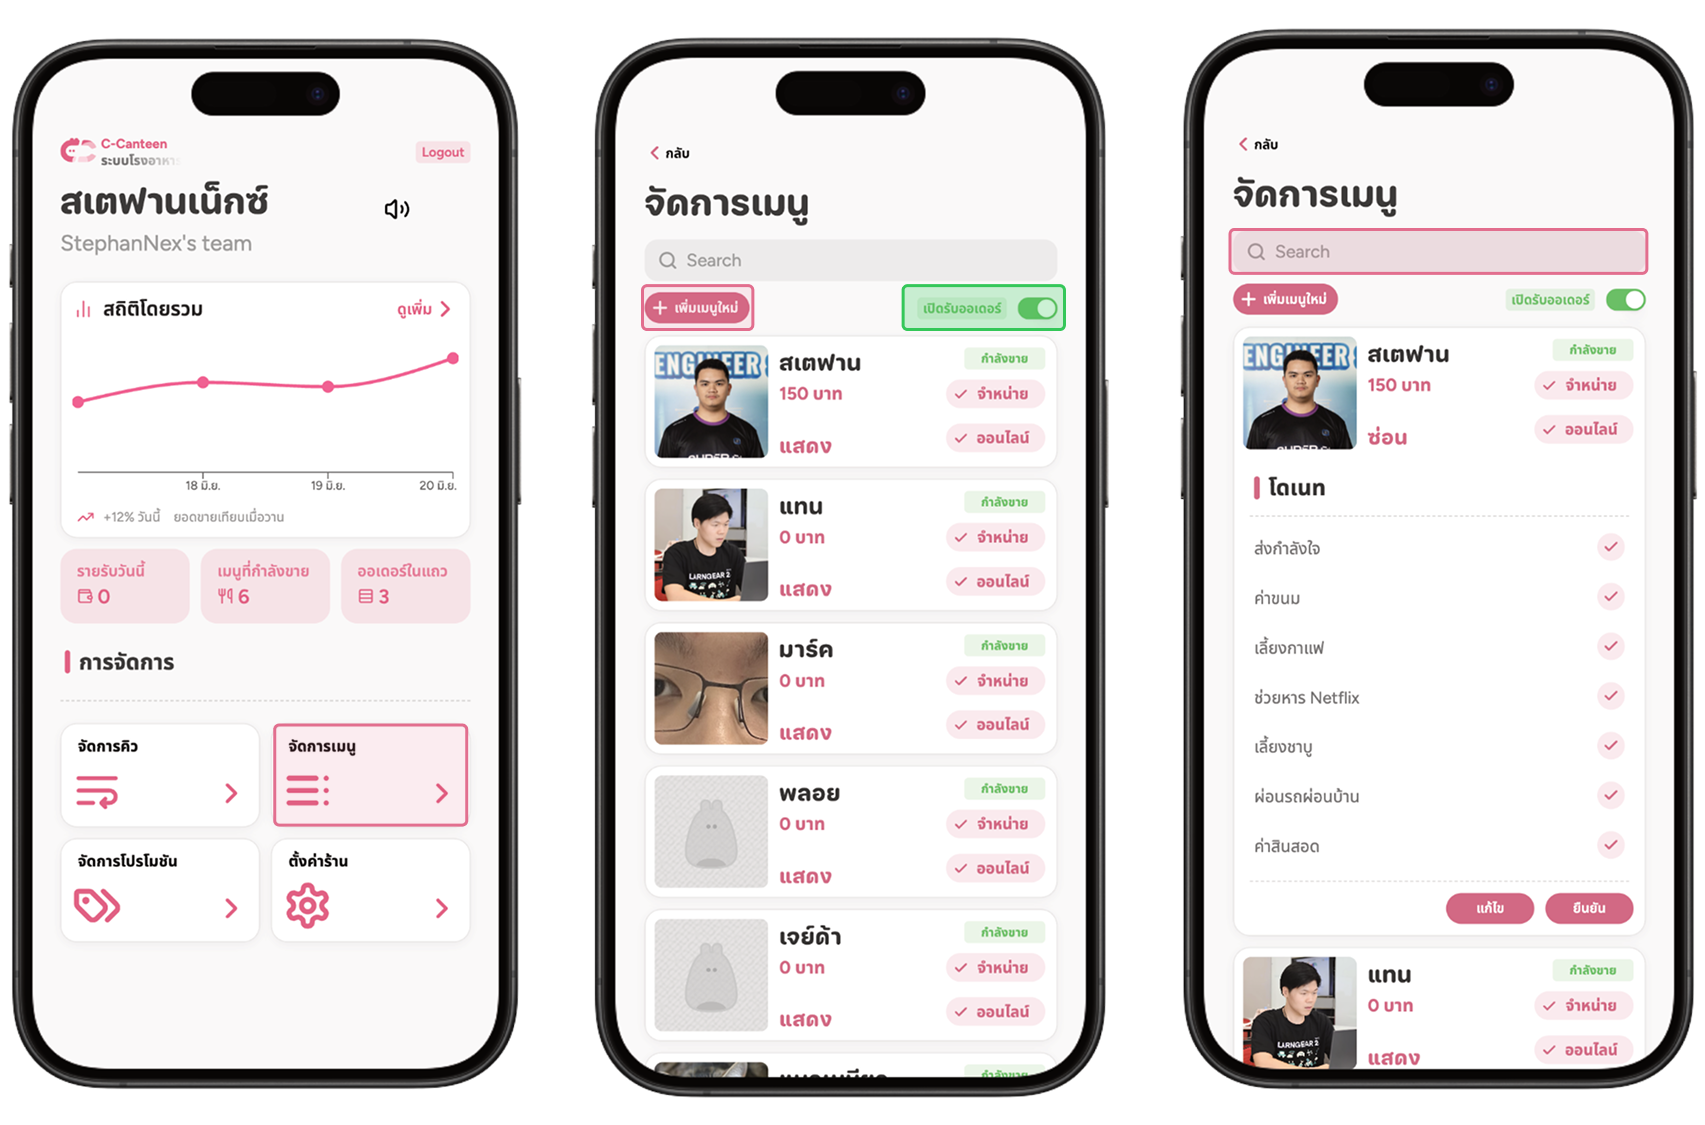 C-Canteen
ระบบโรงอาหาร
Logout
สเตฟานเน็กซ์
StephanNex's team
สถิติโดยรวม
ดูเพิ่ม
18 มิ.ย.
19 มิ.ย.
20 มิ.ย.
+12% วันนี้ ยอดขายเทียบเมื่อวาน
รายรับวันนี้
0
เมนูที่กำลังขาย
6
ออเดอร์ในแถว
3
การจัดการ
จัดการคิว
จัดการเมนู
จัดการโปรโมชัน
ตั้งค่าร้าน
กลับ
จัดการเมนู
Search
+ เพิ่มเมนูใหม่
เปิดรับออเดอร์
ENGINEER
สเตฟาน
กำลังขาย
150 บาท
จำหน่าย
แสดง
ออนไลน์
แทน
กำลังขาย
0 บาท
จำหน่าย
LARNGEAR 2
แสดง
ออนไลน์
มาร์ค
กำลังขาย
0 บาท
จำหน่าย
แสดง
ออนไลน์
พลอย
กำลังขาย
0 บาท
จำหน่าย
แสดง
ออนไลน์
เจย์ด้า
กำลังขาย
0 บาท
จำหน่าย
แสดง
ออนไลน์
กำลังขาย
กลับ
จัดการเมนู
Search
+ เพิ่มเมนูใหม่
เปิดรับออเดอร์
ENGINEER
สเตฟาน
กำลังขาย
150 บาท
จำหน่าย
ซ่อน
ออนไลน์
โดเนท
ส่งกำลังใจ
ค่าขนม
เลี้ยงกาแฟ
ช่วยหาร Netflix
เลี้ยงชาบู
ผ่อนรถผ่อนบ้าน
ค่าสินสอด
แก้ไข
ยืนยัน
แทน
กำลังขาย
0 บาท
จำหน่าย
LARNGEAR 2
แสดง
ออนไลน์